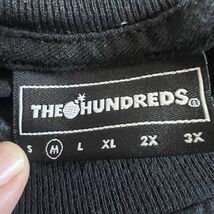 THE HUNDREDS®
S M L XL 2X 3X